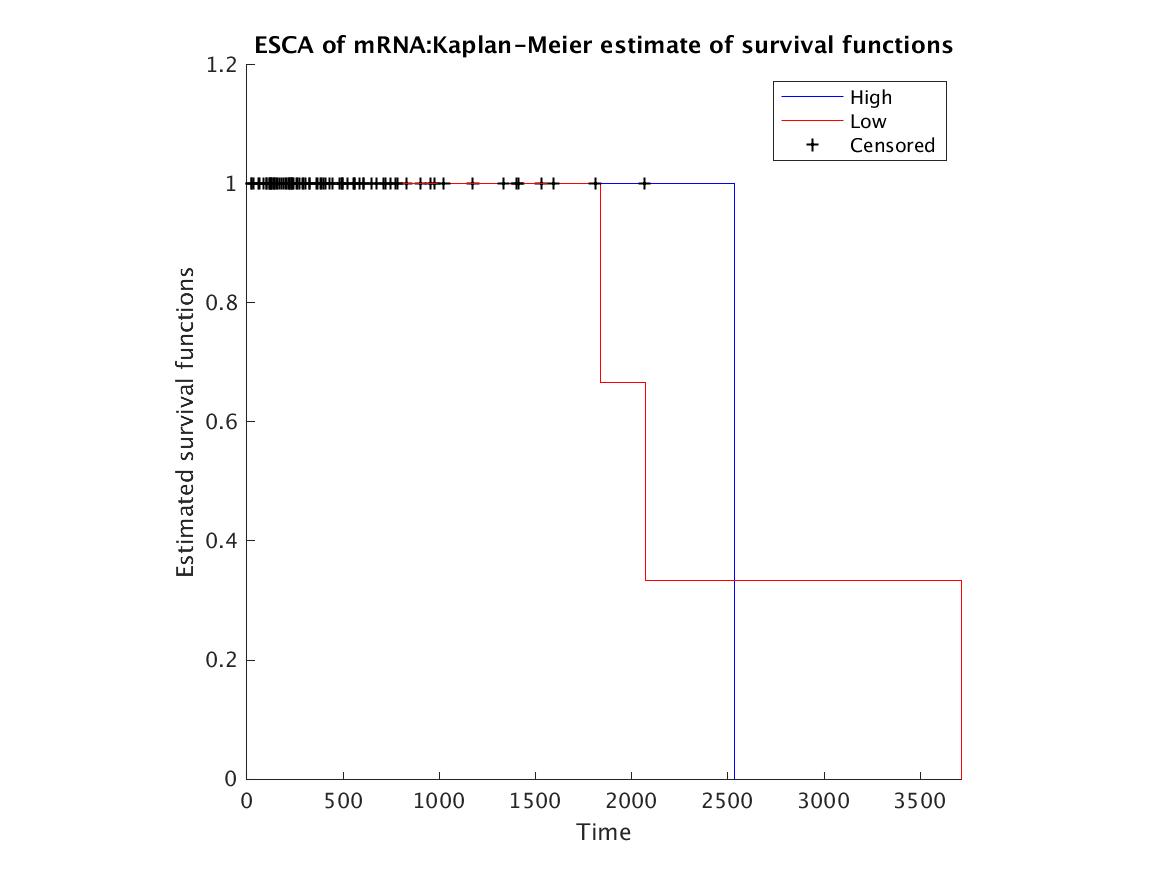 ESCA of mRNA:Kaplan-Meier estimate of survival functions
1.2
High
Low
Censored
1
0.8
0.6
0.4
0.2
0
Estimated survival functions
0 500 1000 1500 2000 2500 3000 3500
Time